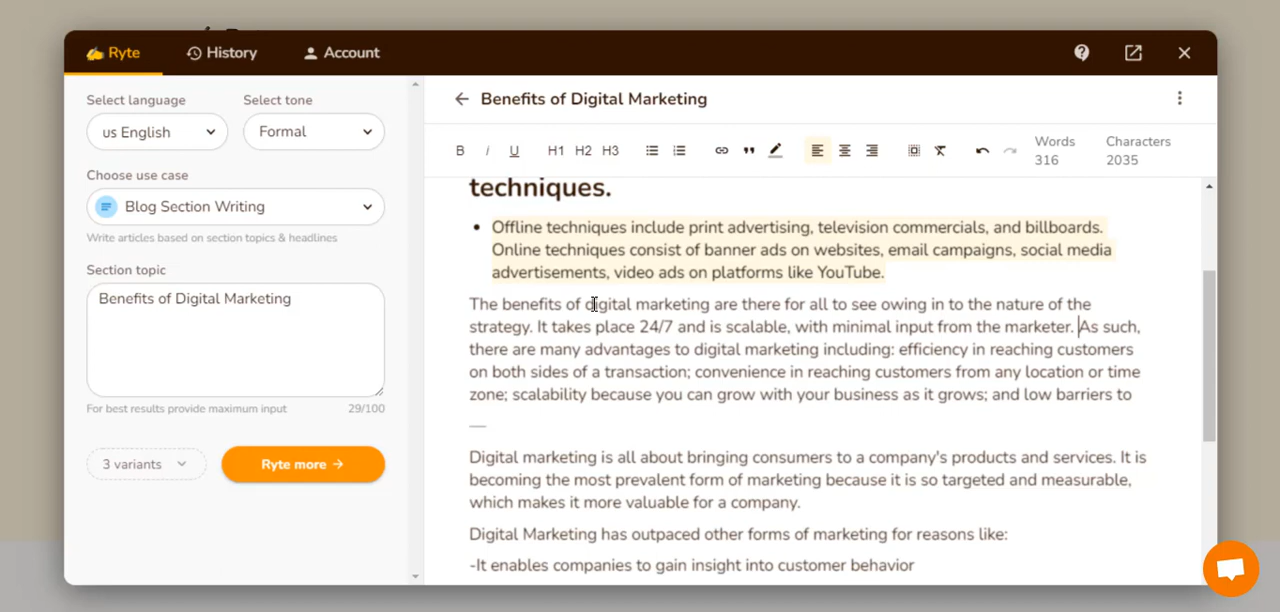 Ryte
History
Account
Select language
Select tone
us English
Formal
Choose use case
Blog Section Writing
Write articles based on section topics & headlines
Section topic
Benefits of Digital Marketing
For best results provide maximum input
29/100
3 variants
Ryte more →
Benefits of Digital Marketing
B i U H1 H2 H3
Words
316
Characters
2035
techniques.
• Offline techniques include print advertising, television commercials, and billboards.
Online techniques consist of banner ads on websites, email campaigns, social media
advertisements, video ads on platforms like YouTube.
The benefits of digital marketing are there for all to see owing in to the nature of the
strategy. It takes place 24/7 and is scalable, with minimal input from the marketer. As such,
there are many advantages to digital marketing including: efficiency in reaching customers
on both sides of a transaction; convenience in reaching customers from any location or time
zone; scalability because you can grow with your business as it grows; and low barriers to
—
Digital marketing is all about bringing consumers to a company's products and services. It is
becoming the most prevalent form of marketing because it is so targeted and measurable,
which makes it more valuable for a company.
Digital Marketing has outpaced other forms of marketing for reasons like:
-It enables companies to gain insight into customer behavior